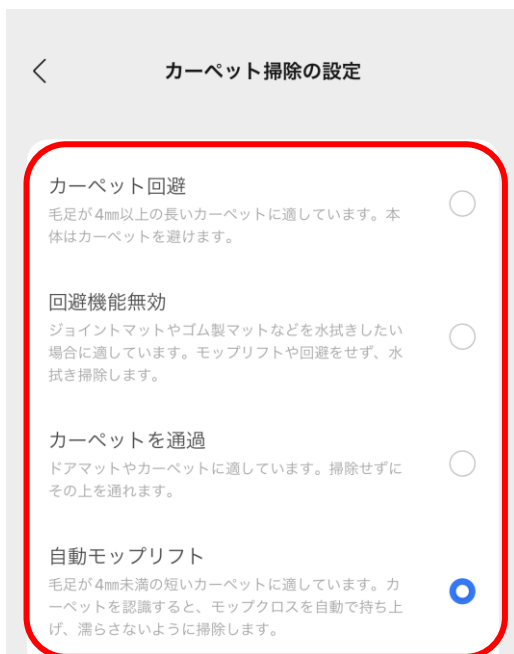 カーペット掃除の設定
カーペット回避
毛足が4㎜以上の長いカーペットに適しています。本
体はカーペットを避けます。
回避機能無効
ジョイントマットやゴム製マットなどを水拭きしたい
場合に適しています。モップリフトや回避をせず、水
拭き掃除します。
カーペットを通過
ドアマットやカーペットに適しています。掃除せずに
その上を通れます。
自動モップリフト
毛足が4㎜未満の短いカーペットに適しています。カ
ーペットを認識すると、モップクロスを自動で持ち上
げ、濡らさないように掃除します。